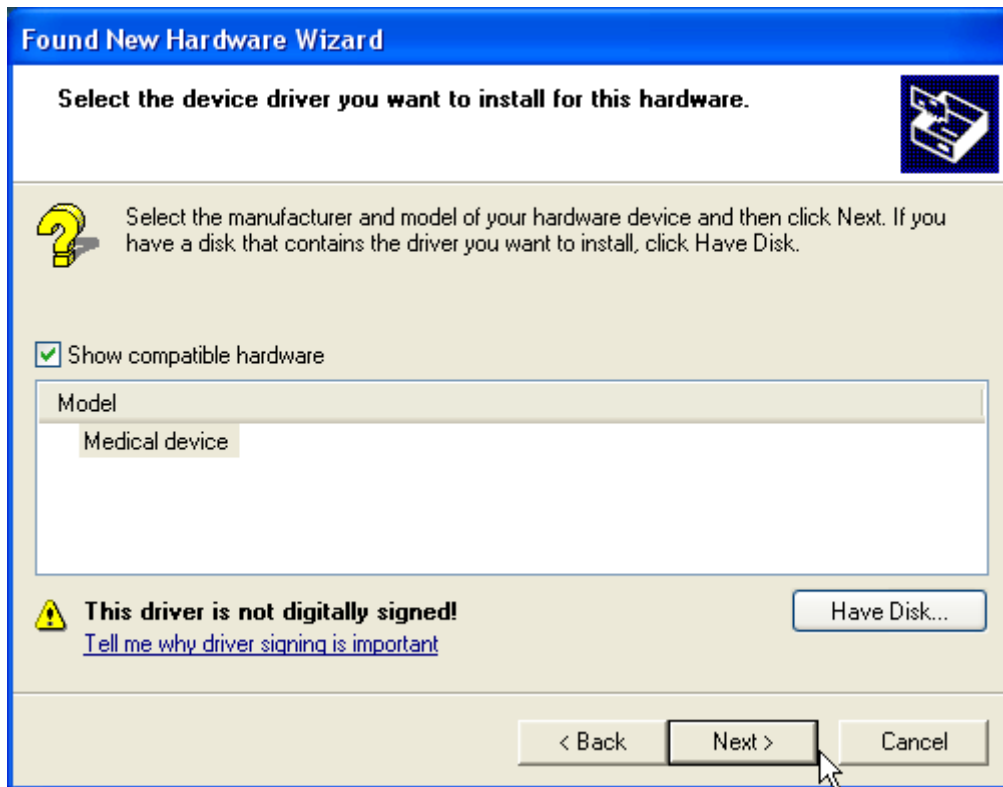 Found New Hardware Wizard
Select the device driver you want to install for this hardware.
Select the manufacturer and model of your hardware device and then click Next. If you
have a disk that contains the driver you want to install, click Have Disk.
Show compatible hardware
Model
Medical device
This driver is not digitally signed!
Have Disk...
Tell me why driver signing is important
< Back
Next >
Cancel